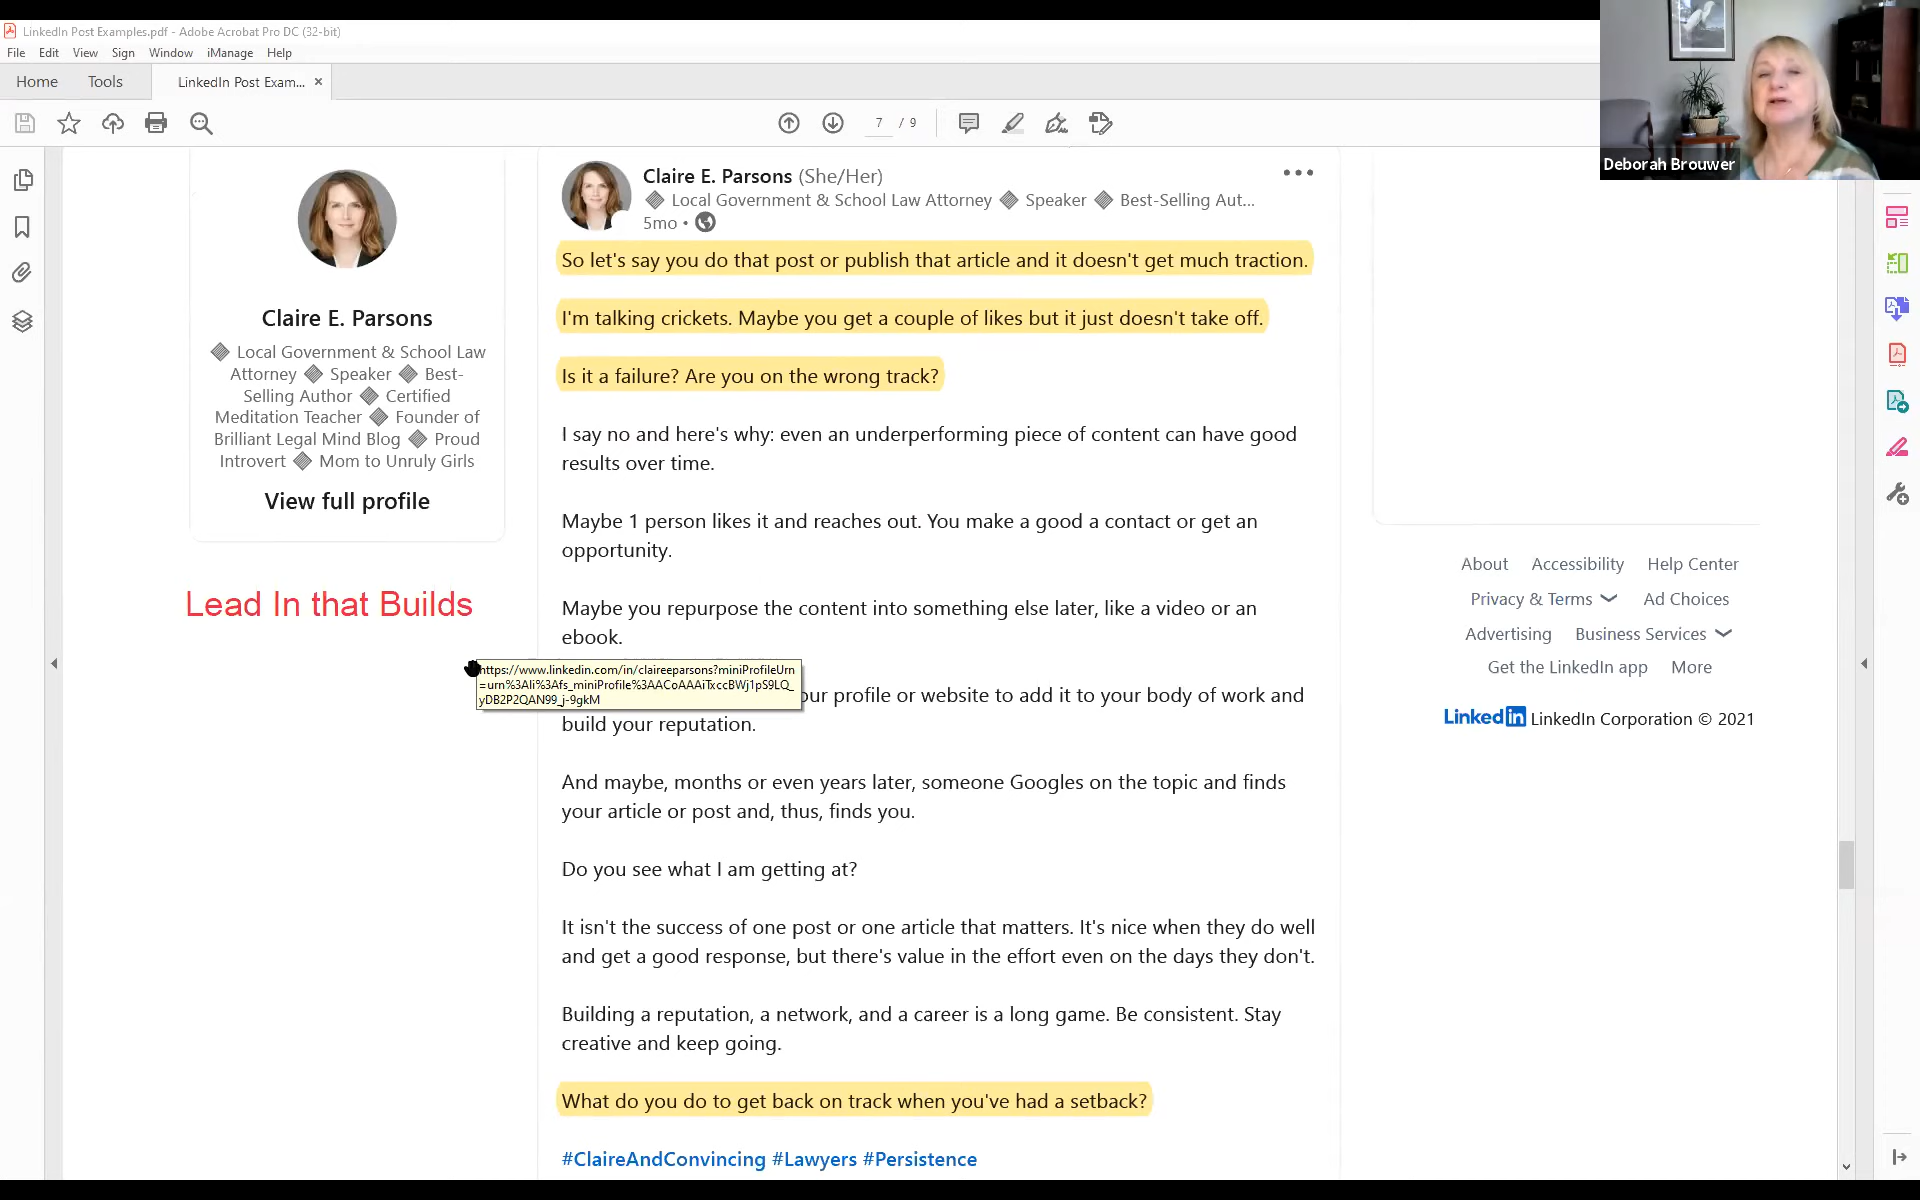 LinkedIn Post Examples.pdf - Adobe Acrobat Pro DC (32-bit)
File Edit View Sign Window iManage Help
Home Tools LinkedIn Post Exam... ×
7 / 9
Deborah Brouwer
Claire E. Parsons
Local Government & School Law
Attorney Speaker Best-
Selling Author Certified
Meditation Teacher Founder of
Brilliant Legal Mind Blog Proud
Introvert Mom to Unruly Girls
View full profile
Lead In that Builds
Claire E. Parsons (She/Her)
Local Government & School Law Attorney Speaker Best-Selling Aut...
5mo •
So let's say you do that post or publish that article and it doesn't get much traction.
I'm talking crickets. Maybe you get a couple of likes but it just doesn't take off.
Is it a failure? Are you on the wrong track?
I say no and here's why: even an underperforming piece of content can have good
results over time.
Maybe 1 person likes it and reaches out. You make a good a contact or get an
opportunity.
Maybe you repurpose the content into something else later, like a video or an
ebook.
https://www.linkedin.com/in/claireeparsons?miniProfileUrn
=urn%3Ali%3Afs_miniProfile%3AACoAAAiTxccBWj1pS9LQ_
yDB2P2QAN99_j-9gkM
our profile or website to add it to your body of work and
build your reputation.
And maybe, months or even years later, someone Googles on the topic and finds
your article or post and, thus, finds you.
Do you see what I am getting at?
It isn't the success of one post or one article that matters. It's nice when they do well
and get a good response, but there's value in the effort even on the days they don't.
Building a reputation, a network, and a career is a long game. Be consistent. Stay
creative and keep going.
What do you do to get back on track when you've had a setback?
#ClaireAndConvincing #Lawyers #Persistence
About Accessibility Help Center
Privacy & Terms Ad Choices
Advertising Business Services
Get the LinkedIn app More
Linkedin LinkedIn Corporation © 2021